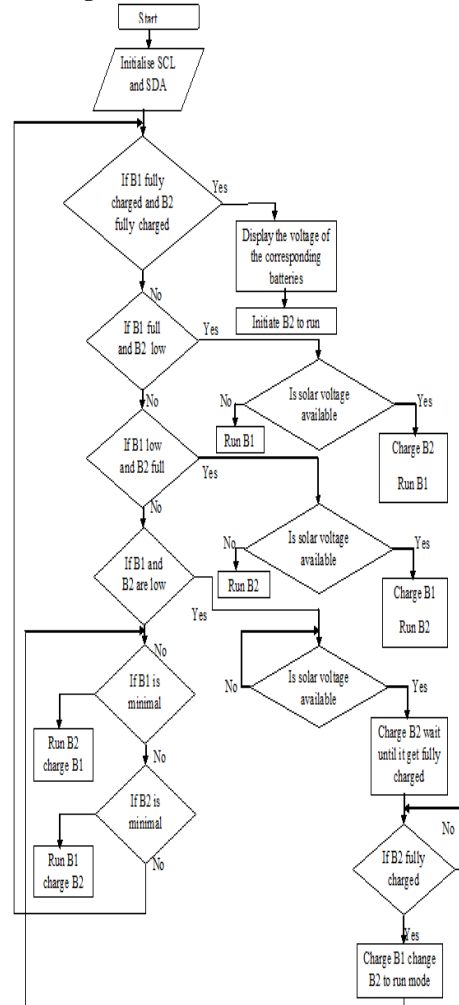 Start
Initialise SCL
and SDA
If B1 fully
charged and B2
fully charged
Yes
Display the voltage of
the corresponding
batteries
Initiate B2 to run
No
If B1 full
and B2 low
Yes
Is solar voltage
available
No
Run B1
Yes
Charge B2
Run B1
No
If B1 low
and B2 full
Yes
Is solar voltage
available
No
Run B2
Yes
Charge B1
Run B2
No
If B1 and
B2 are low
Yes
Is solar voltage
available
No
Yes
Charge B2 wait
until it get fully
charged
No
If B2 fully
charged
Yes
Charge B1 change
B2 to run mode
No
If B1 is
minimal
Run B2
charge B1
No
If B2 is
minimal
Run B1
charge B2
No